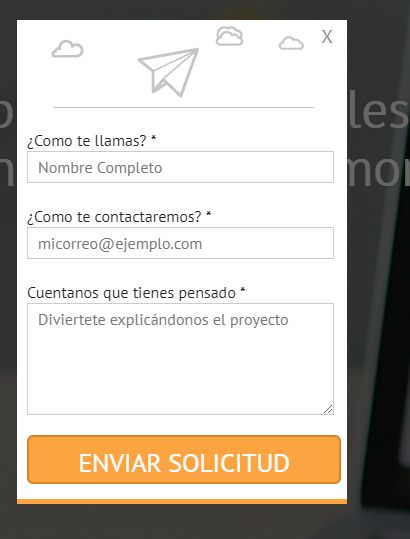 X
¿Como te llamas? *
Nombre Completo
¿Como te contactaremos? *
micorreo@ejemplo.com
Cuentanos que tienes pensado *
Diviertete explicándonos el proyecto
ENVIAR SOLICITUD